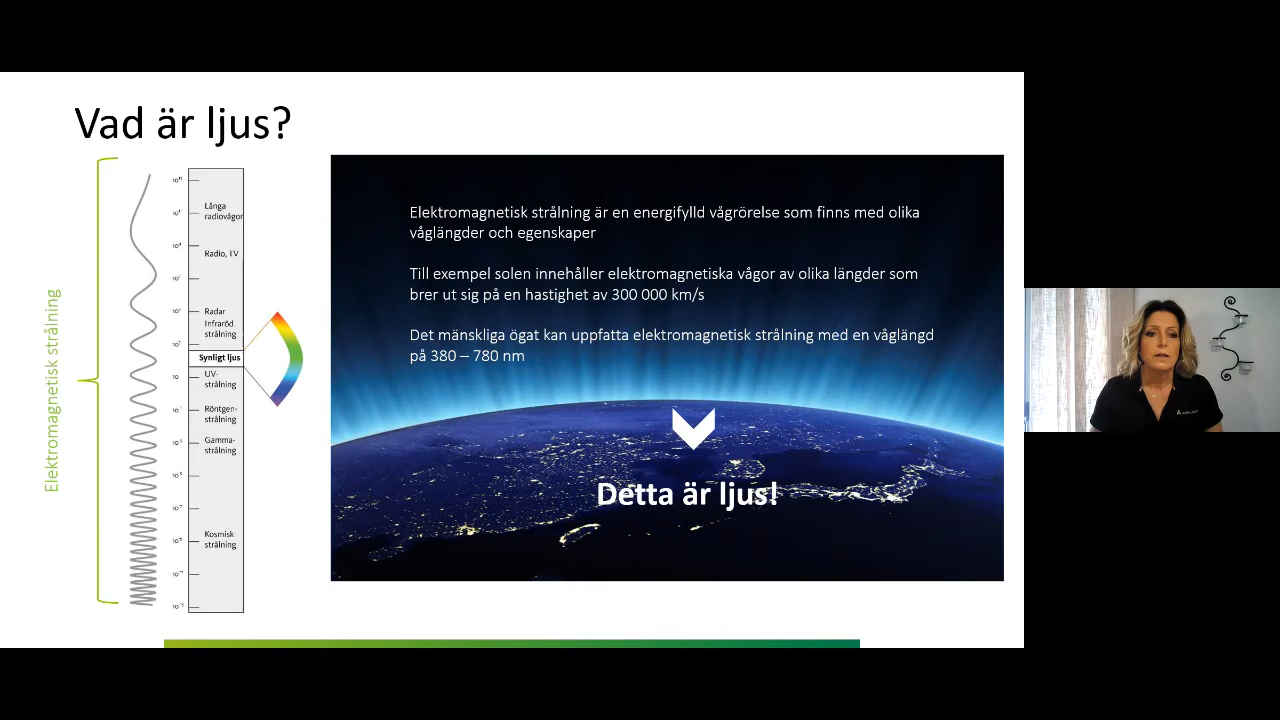 Vad är ljus?
Elektromagnetisk strålning
Långa
radiovågor
Radio, TV
Radar
Infraröd
strålning
Synligt ljus
UV-
strålning
Röntgen-
strålning
Gamma-
strålning
Kosmisk
strålning
Elektromagnetisk strålning är en energifylld vågrörelse som finns med olika
våglängder och egenskaper
Till exempel solen innehåller elektromagnetiska vågor av olika längder som
brer ut sig på en hastighet av 300 000 km/s
Det mänskliga ögat kan uppfatta elektromagnetisk strålning med en våglängd
på 380 – 780 nm
Detta är ljus!